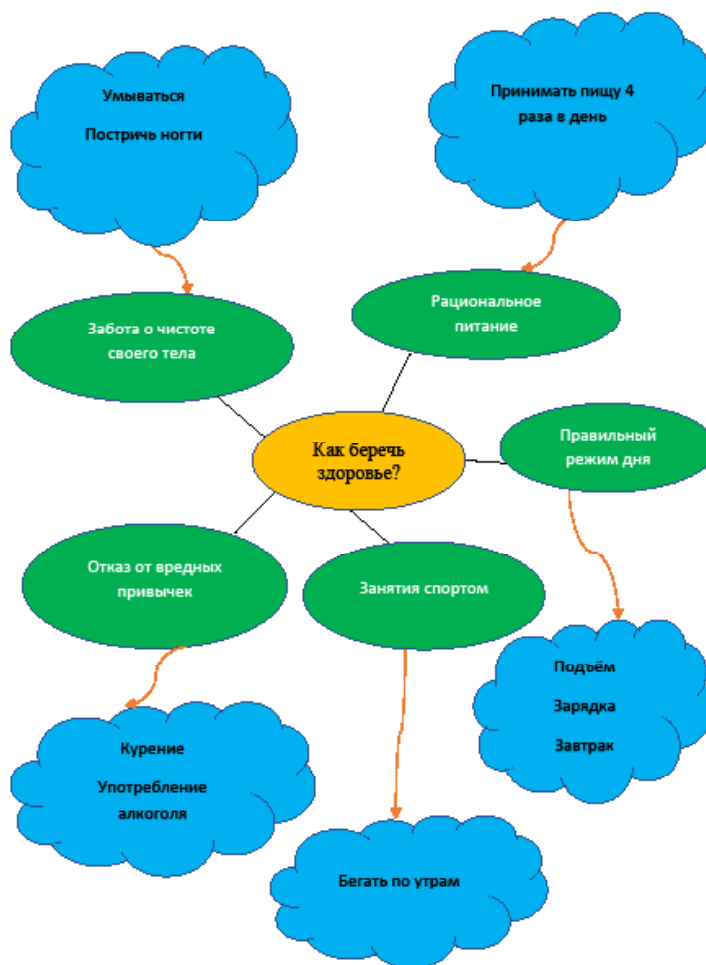 Умываться
Постричь ногти
Принимать пищу 4
раза в день
Забота о чистоте
своего тела
Рациональное
питание
Как беречь
здоровье?
Правильный
режим дня
Отказ от вредных
привычек
Занятия спортом
Подъём
Зарядка
Завтрак
Курение
Употребление
алкоголя
Бегать по утрам